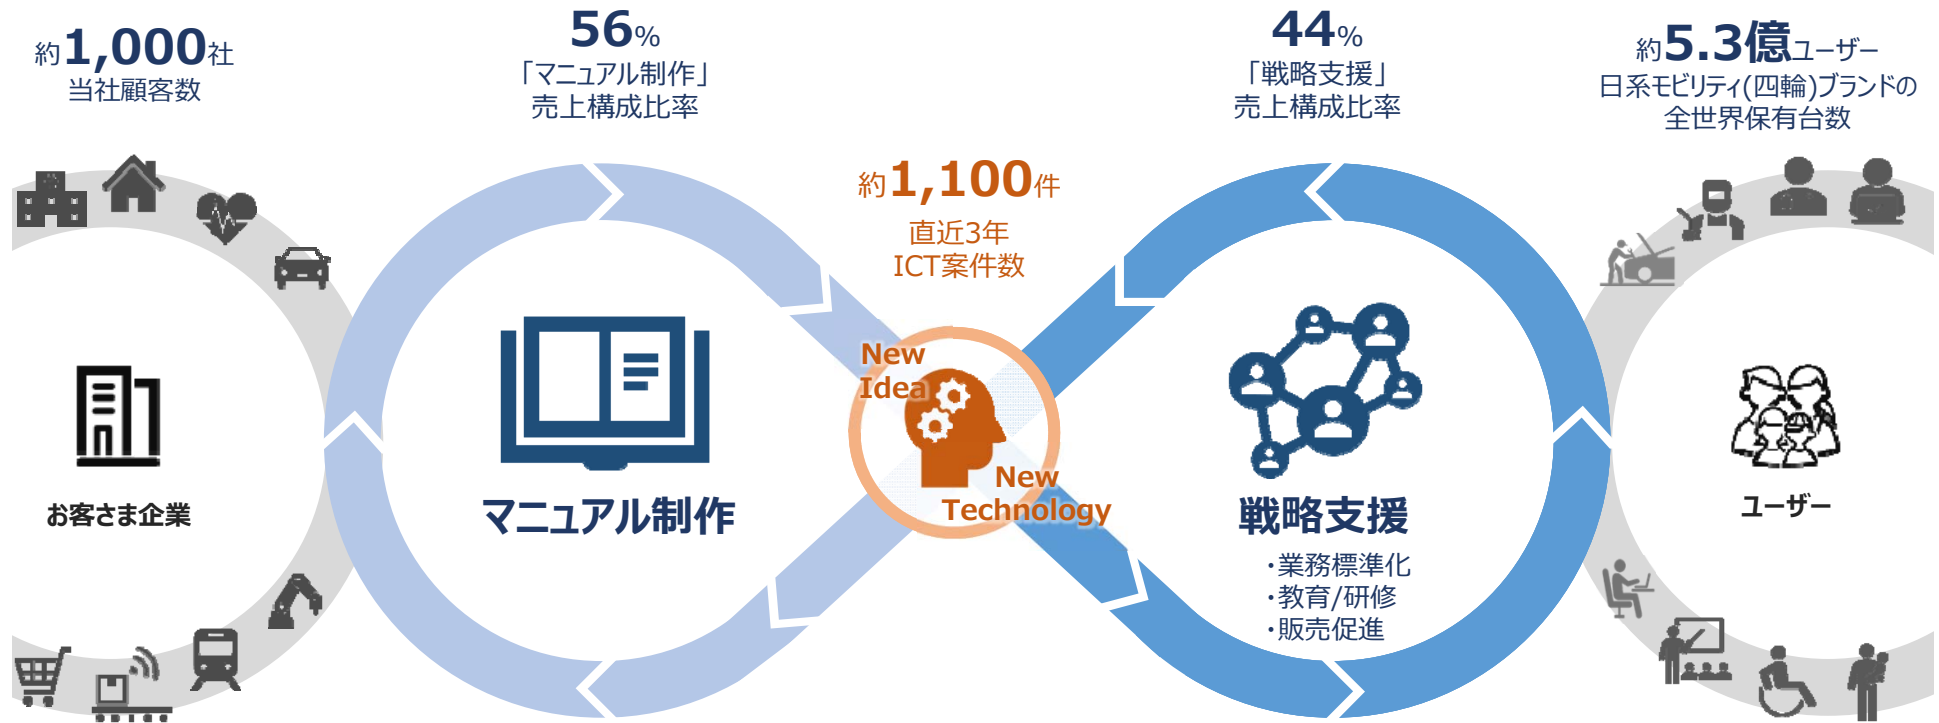 約1,000社
当社顧客数
56%
「マニュアル制作」
売上構成比率
約1,100件
直近3年
ICT案件数
44%
「戦略支援」
売上構成比率
約5.3億ユーザー
日系モビリティ(四輪)ブランドの
全世界保有台数
お客さま企業
マニュアル制作
New
Idea
New
Technology
戦略支援
・業務標準化
・教育/研修
・販売促進
ユーザー